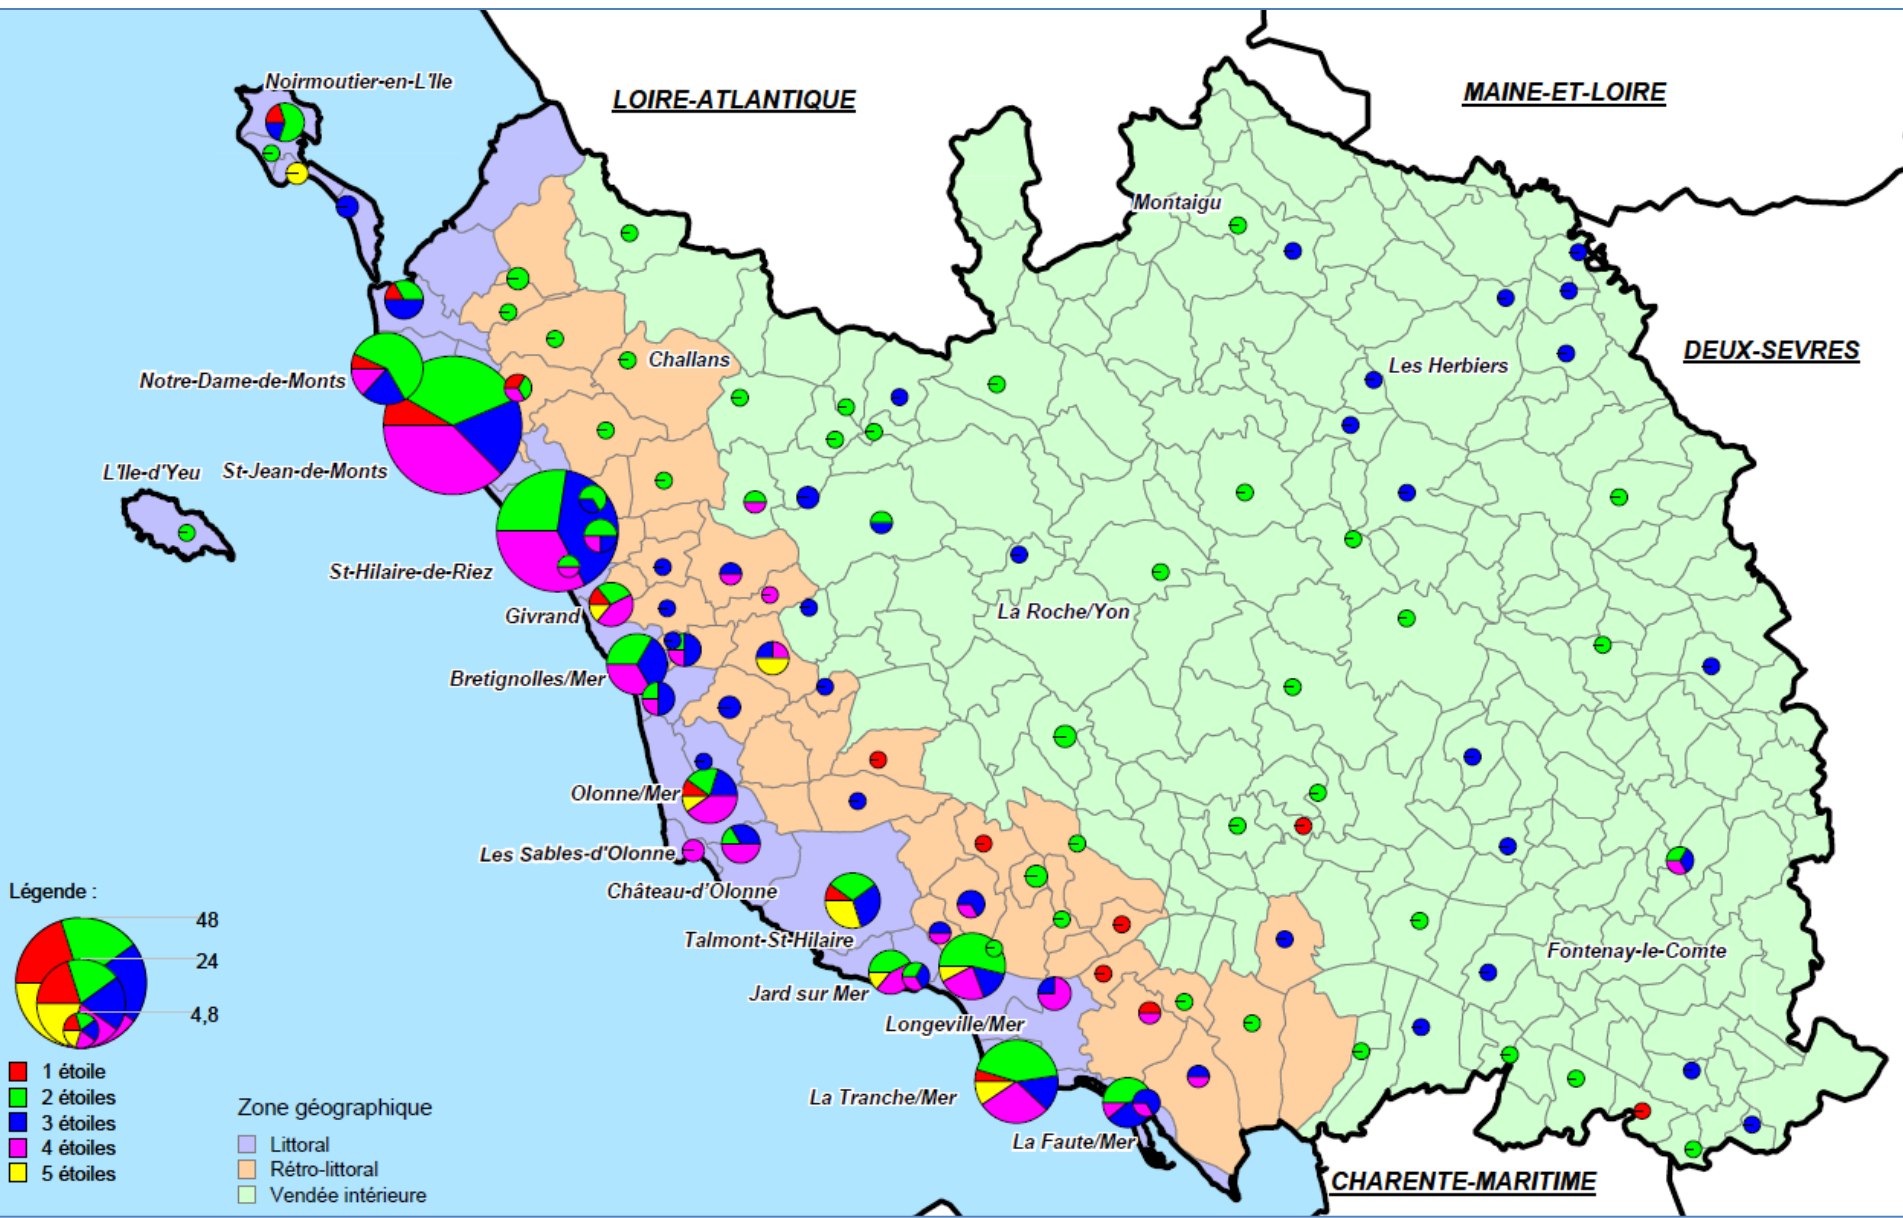 Noirmoutier-en-L'Ile
LOIRE-ATLANTIQUE
MAINE-ET-LOIRE
Montaigu
Notre-Dame-de-Monts
Challans
Les Herbiers
DEUX-SEVRES
L'Ile-d'Yeu
St-Jean-de-Monts
St-Hilaire-de-Riez
Givrand
La Roche/Yon
Bretignolles/Mer
Olonne/Mer
Les Sables-d'Olonne
Château-d'Olonne
Talmont-St-Hilaire
Fontenay-le-Comte
Jard sur Mer
Longeville/Mer
La Tranche/Mer
La Faute/Mer
CHARENTE-MARITIME
Légende :
48
24
4,8
1 étoile
2 étoiles
3 étoiles
4 étoiles
5 étoiles
Zone géographique
Littoral
Rétro-littoral
Vendée intérieure